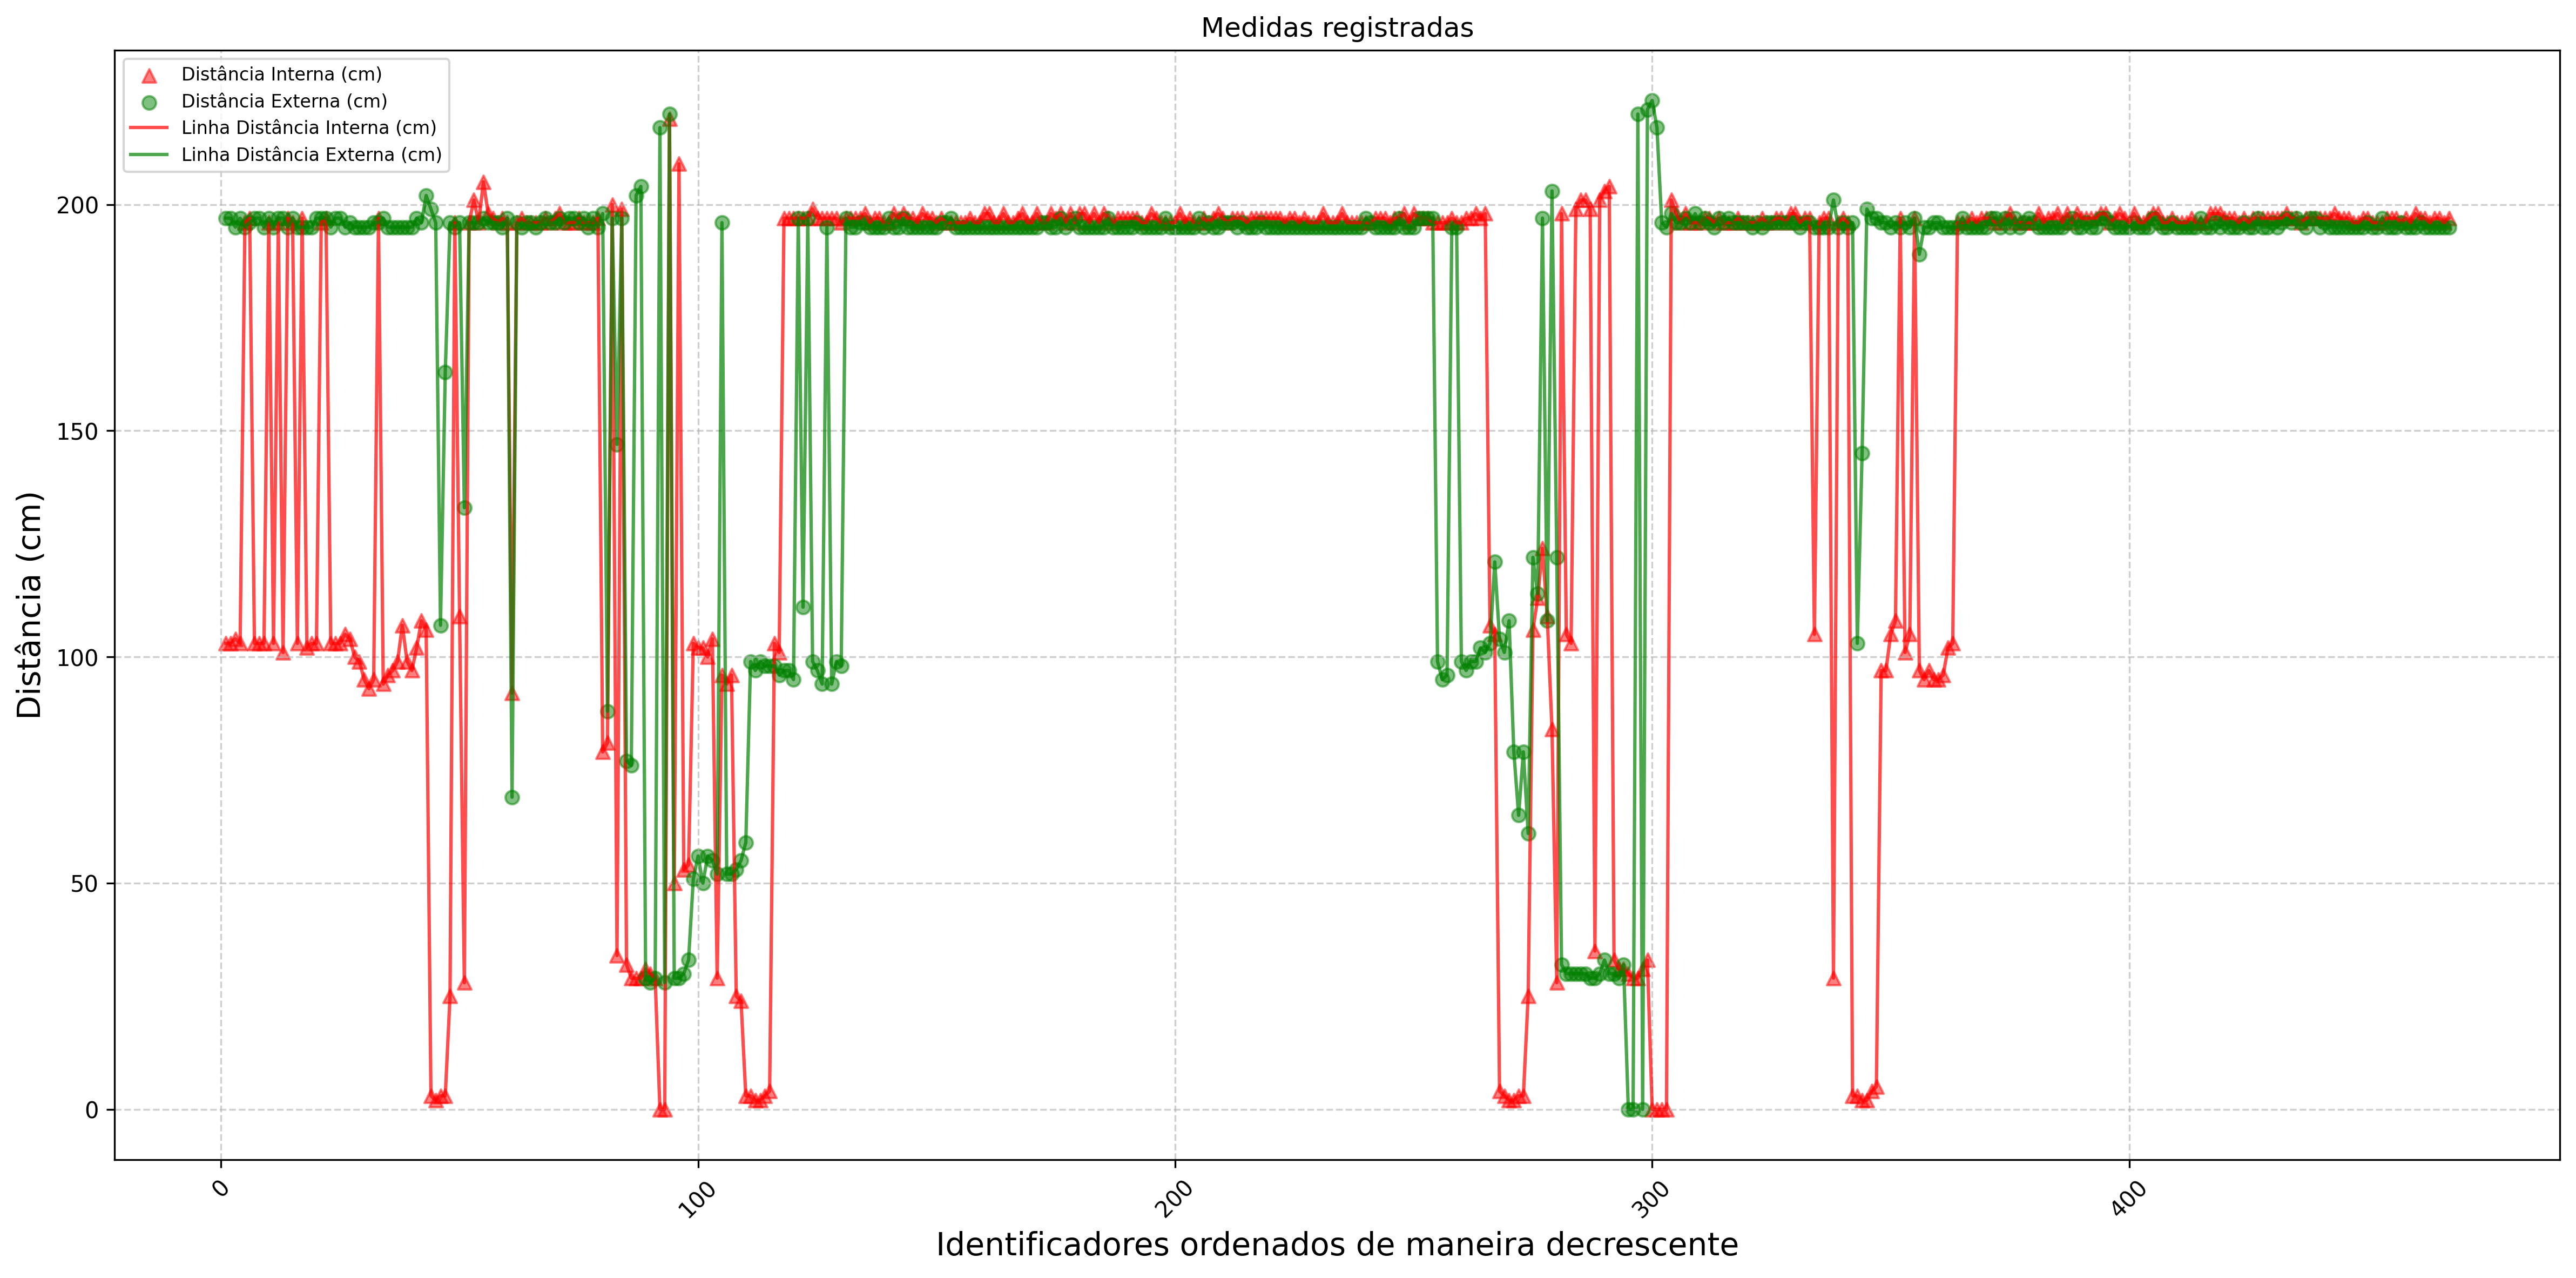 Medidas registradas
Distância Interna (cm)
Distância Externa (cm)
Linha Distância Interna (cm)
Linha Distância Externa (cm)
Distância (cm)
200
150
100
50
0
0
100
200
300
400
Identificadores ordenados de maneira decrescente